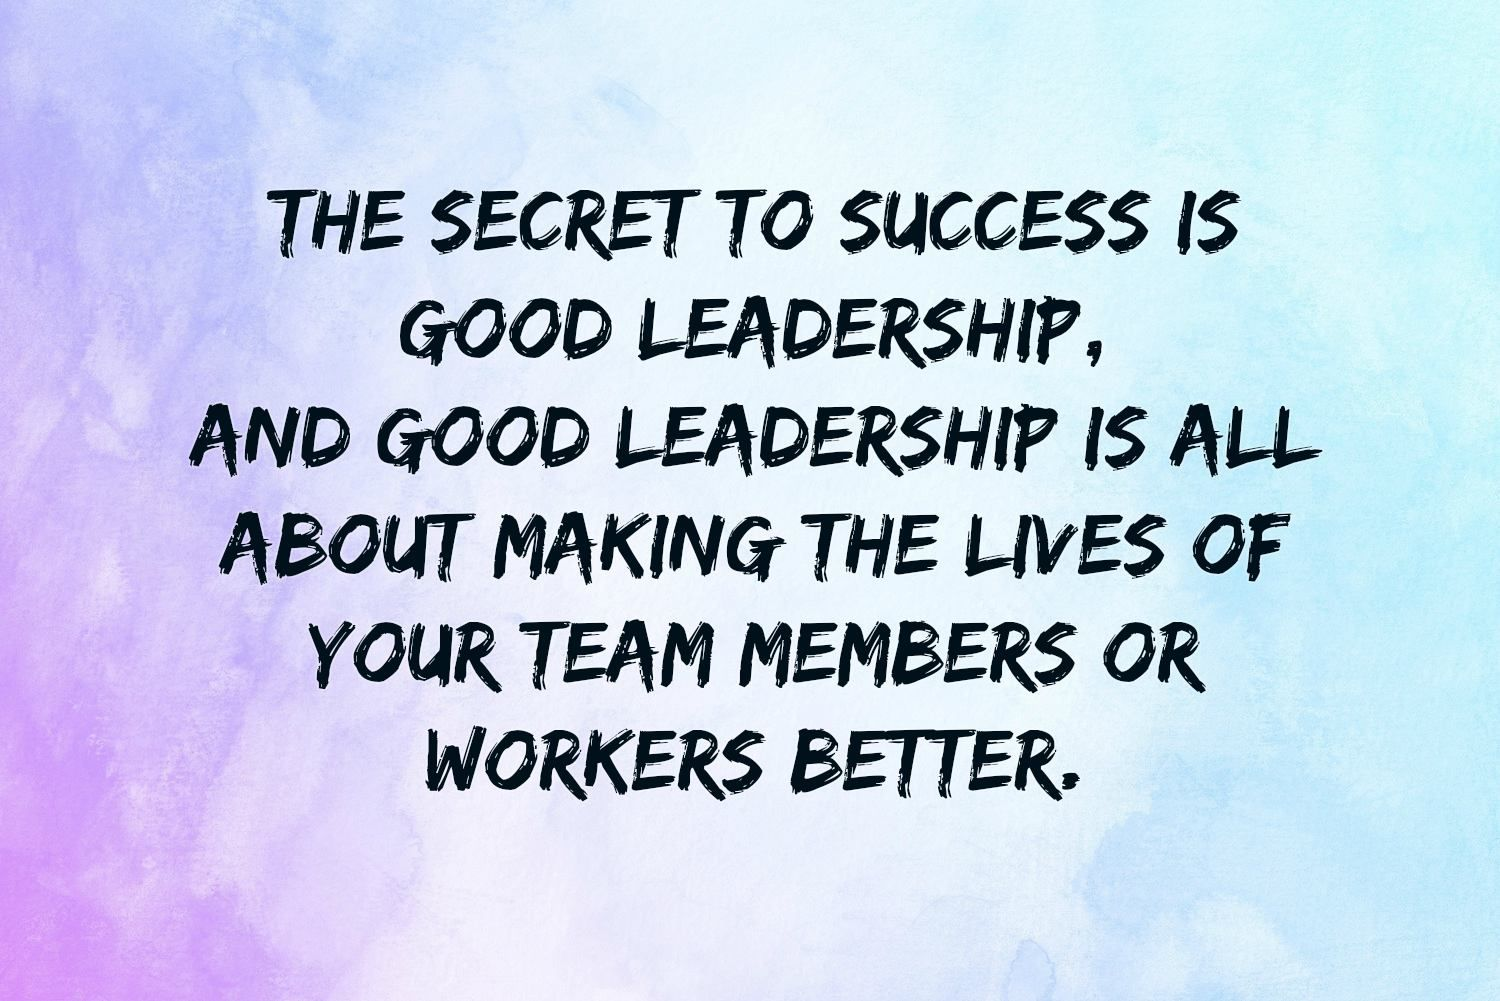 THE SECRET TO SUCCESS IS
GOOD LEADERSHIP,
AND GOOD LEADERSHIP IS ALL
ABOUT MAKING THE LIVES OF
YOUR TEAM MEMBERS OR
WORKERS BETTER.